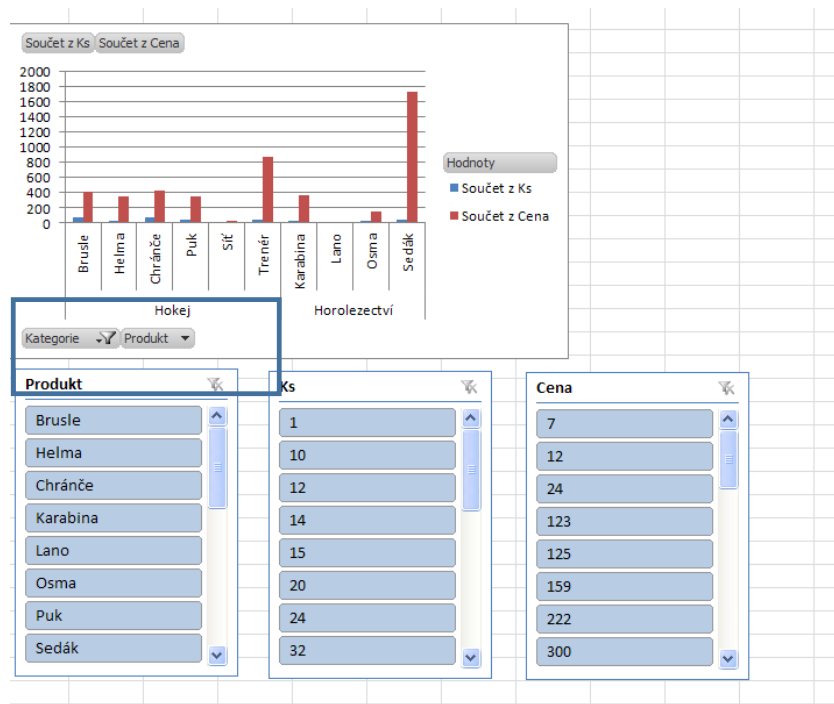 Součet z Ks Součet z Cena
2000
1800
1600
1400
1200
1000
800
600
400
200
0
Brusle
Helma
Chránče
Puk
Síť
Trenér
Karabina
Lano
Osma
Sedák
Hokej
Horolezectví
Hodnoty
Součet z Ks
Součet z Cena
Kategorie Produkt
Produkt
Brusle
Helma
Chránče
Karabina
Lano
Osma
Puk
Sedák
Ks
1
10
12
14
15
20
24
32
Cena
7
12
24
123
125
159
222
300